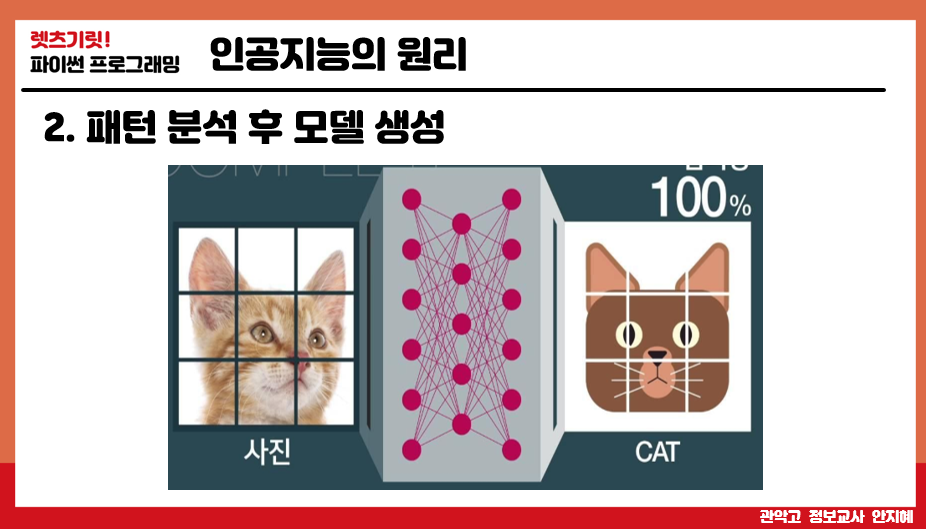 렛츠기릿!
파이썬 프로그래밍
인공지능의 원리
2. 패턴 분석 후 모델 생성
100%
사진
CAT
관악고 정보교사 안지혜